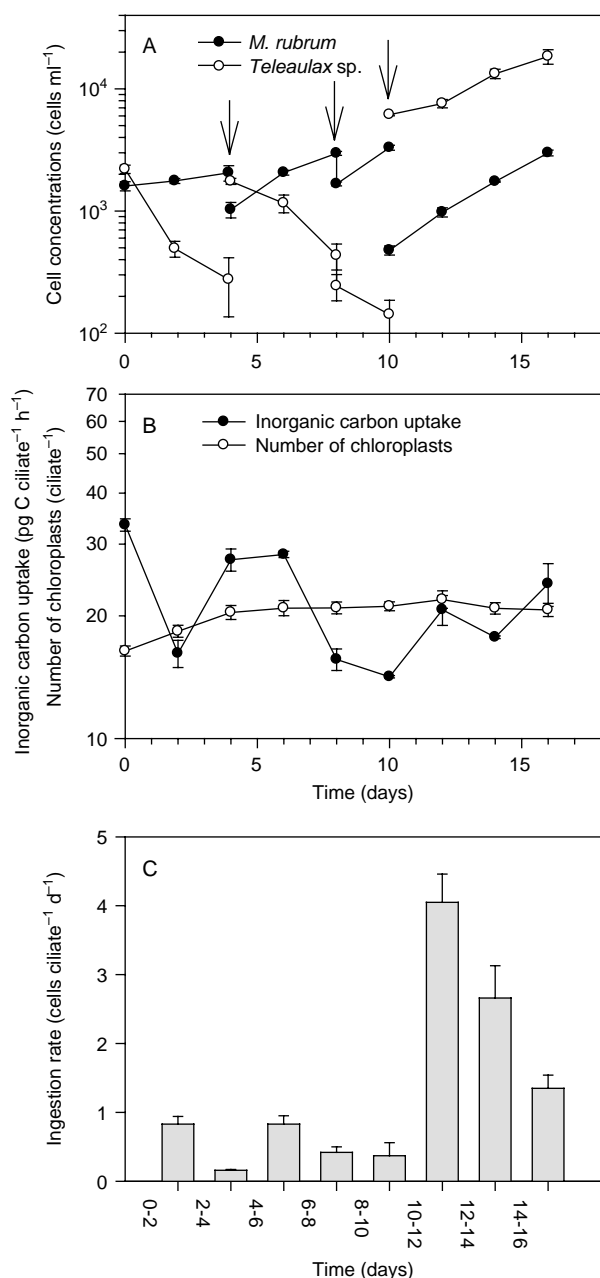 A
M. rubrum
Teleaulax sp.
Cell concentrations (cells ml⁻¹)
10⁴
10³
10²
0 5 10 15
B
Inorganic carbon uptake
Number of chloroplasts
Inorganic carbon uptake (pg C ciliate⁻¹ h⁻¹)
Number of chloroplasts (ciliate⁻¹)
70
60
50
40
30
20
10
0 5 10 15
Time (days)
C
Ingestion rate (cells ciliate⁻¹ d⁻¹)
5
4
3
2
1
0
0-2
2-4
4-6
6-8
8-10
10-12
12-14
14-16
Time (days)